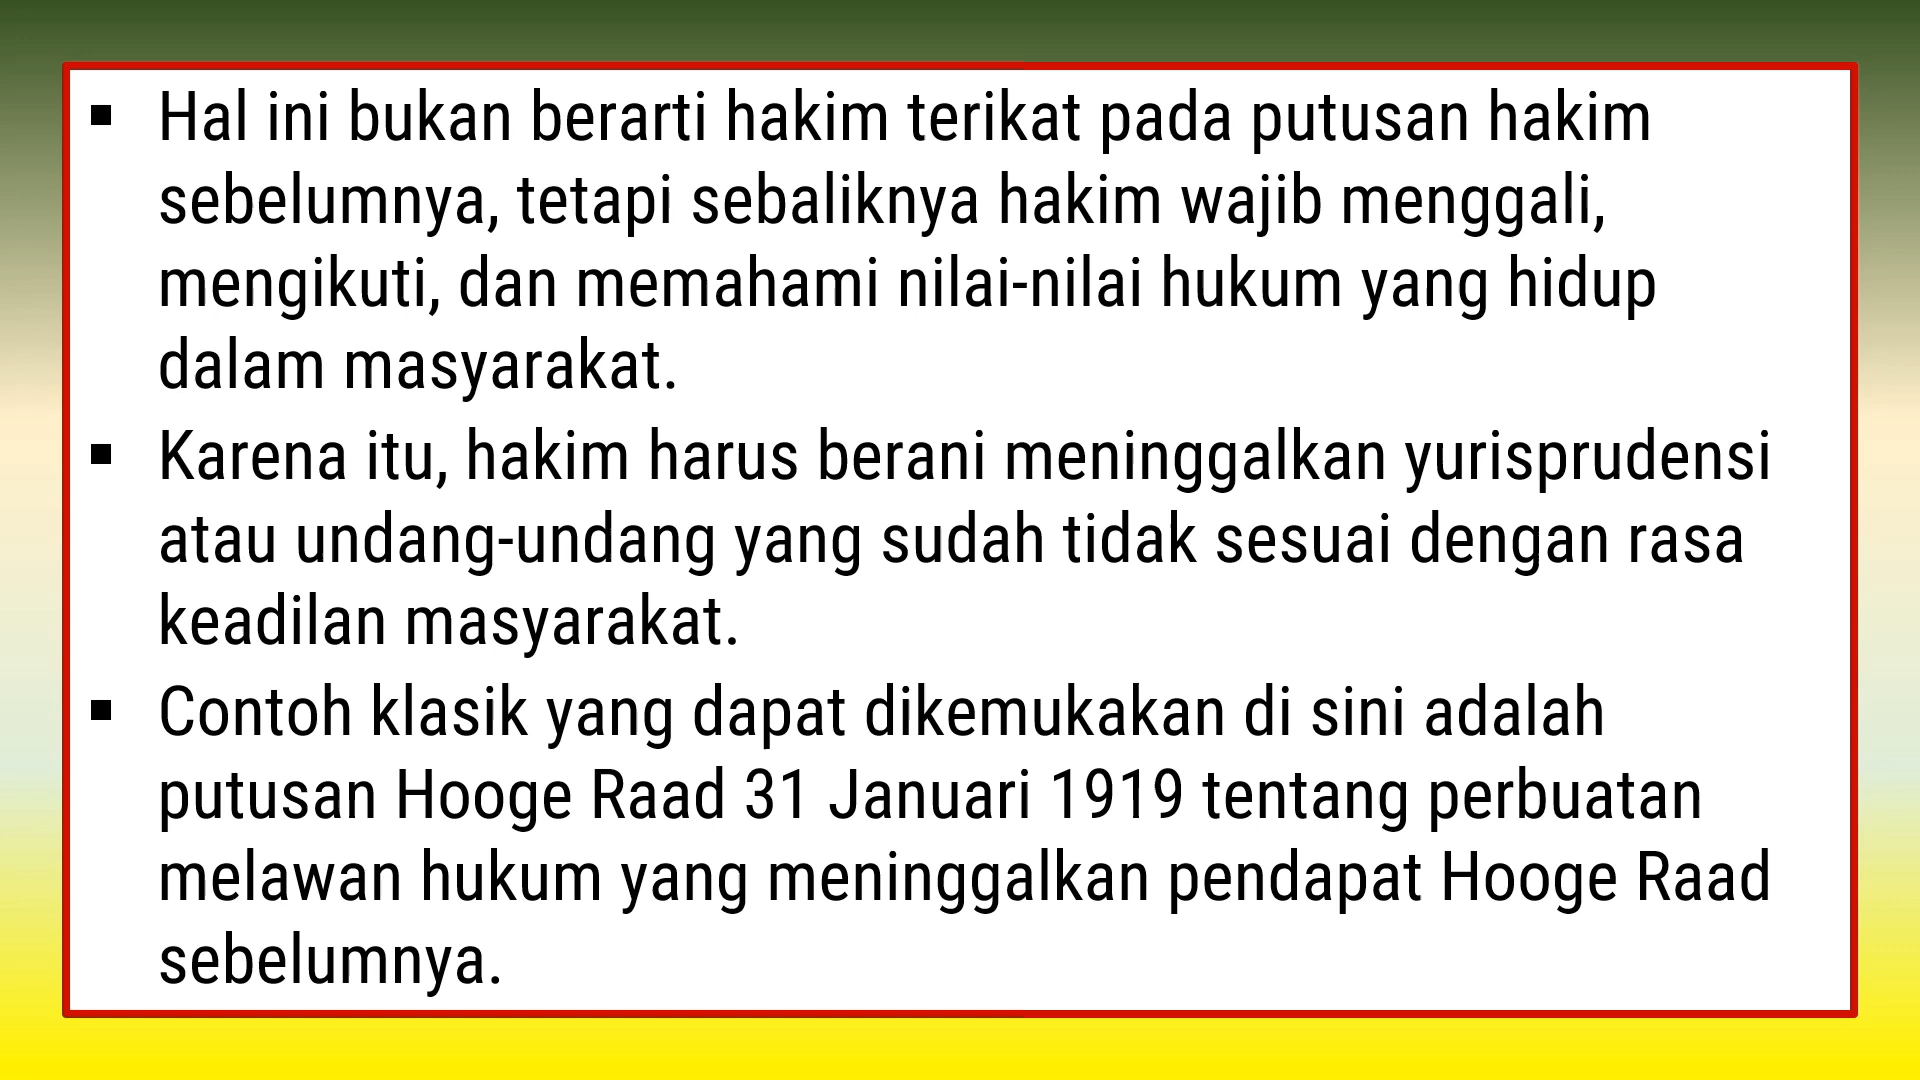 ▪ Hal ini bukan berarti hakim terikat pada putusan hakim
sebelumnya, tetapi sebaliknya hakim wajib menggali,
mengikuti, dan memahami nilai-nilai hukum yang hidup
dalam masyarakat.
▪ Karena itu, hakim harus berani meninggalkan yurisprudensi
atau undang-undang yang sudah tidak sesuai dengan rasa
keadilan masyarakat.
▪ Contoh klasik yang dapat dikemukakan di sini adalah
putusan Hooge Raad 31 Januari 1919 tentang perbuatan
melawan hukum yang meninggalkan pendapat Hooge Raad
sebelumnya.